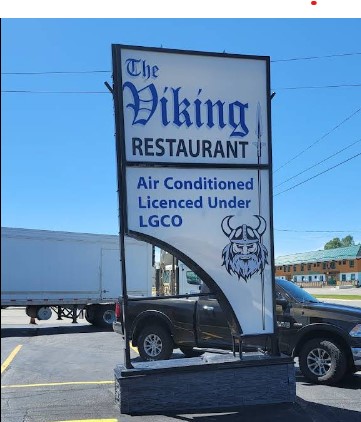 The
Viking
RESTAURANT
Air Conditioned
Licenced Under
LGCO